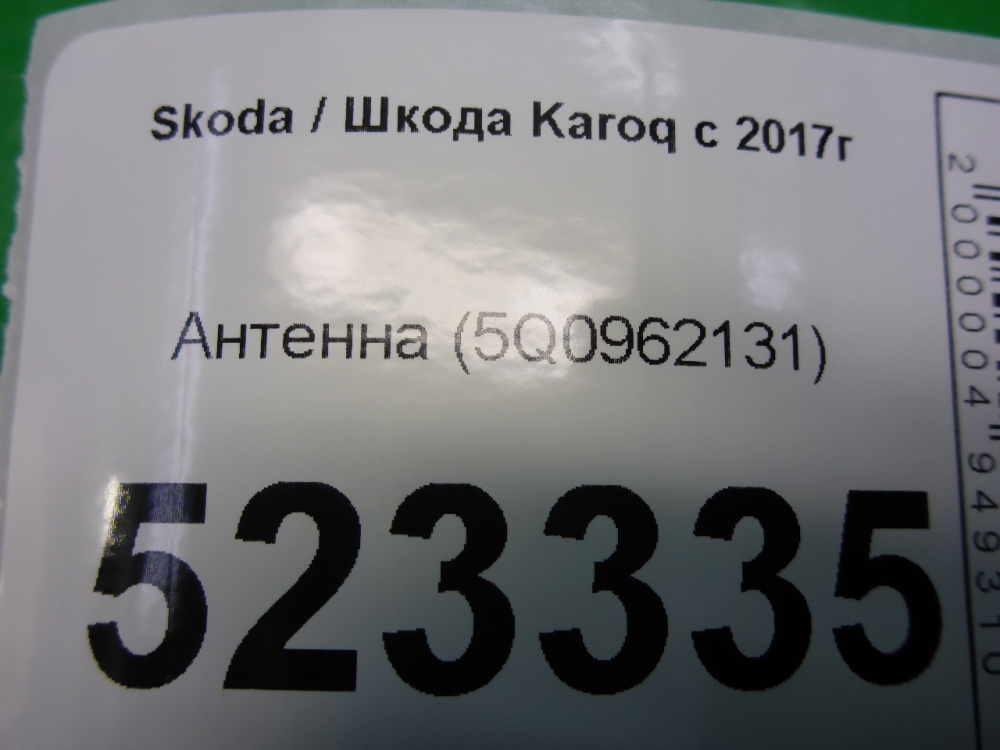 Skoda / Шкода Karoq с 2017г
Антенна (5Q0962131)
523335